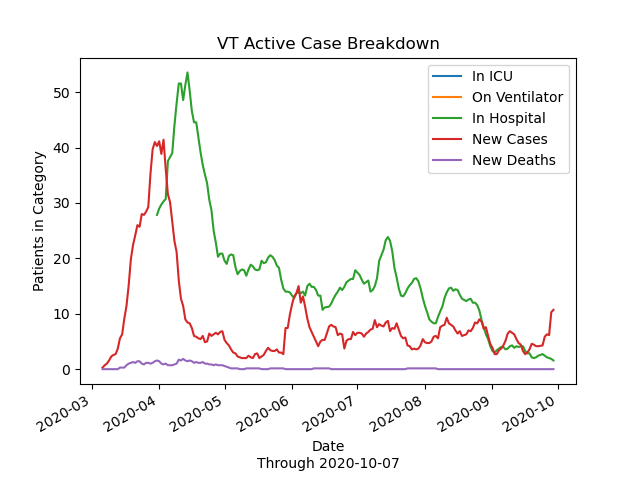 VT Active Case Breakdown
In ICU
On Ventilator
In Hospital
New Cases
New Deaths
Patients in Category
50
40
30
20
10
0
2020-03
2020-04
2020-05
2020-06
2020-07
2020-08
2020-09
2020-10
Date
Through 2020-10-07